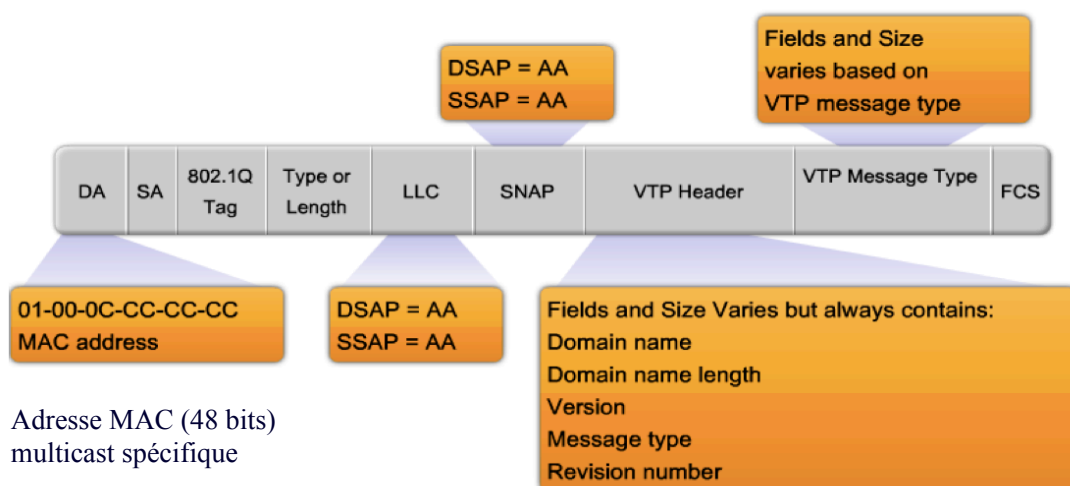 DSAP = AA
SSAP = AA
Fields and Size
varies based on
VTP message type
DA
SA
802.1Q
Tag
Type or
Length
LLC
SNAP
VTP Header
VTP Message Type
FCS
01-00-0C-CC-CC-CC
MAC address
DSAP = AA
SSAP = AA
Fields and Size Varies but always contains:
Domain name
Domain name length
Version
Message type
Revision number
Adresse MAC (48 bits)
multicast spécifique